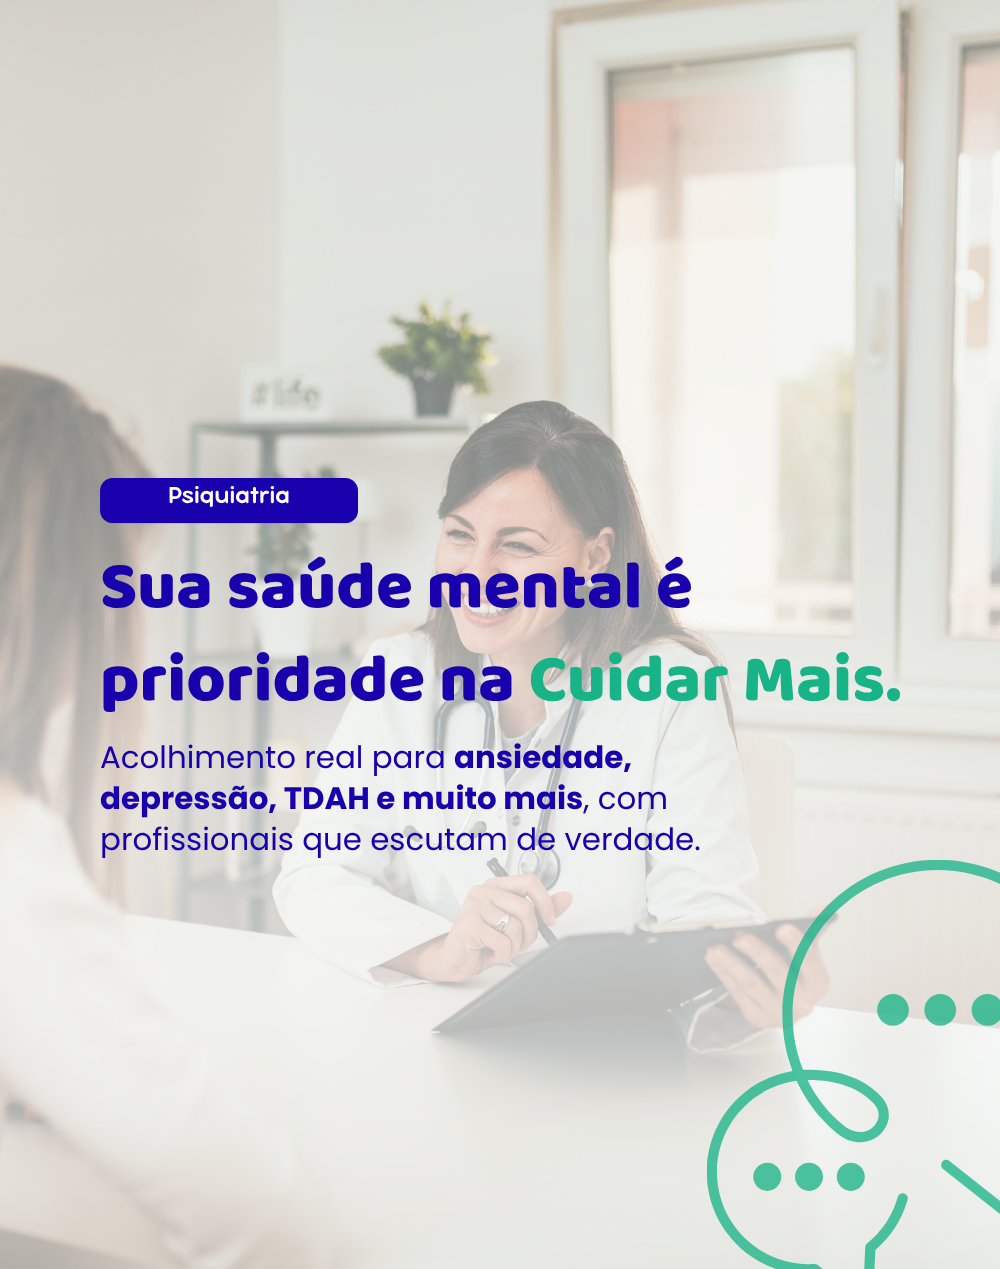 #life
Psiquiatria
Sua saúde mental é
prioridade na Cuidar Mais.
Acolhimento real para ansiedade,
depressão, TDAH e muito mais, com
profissionais que escutam de verdade.